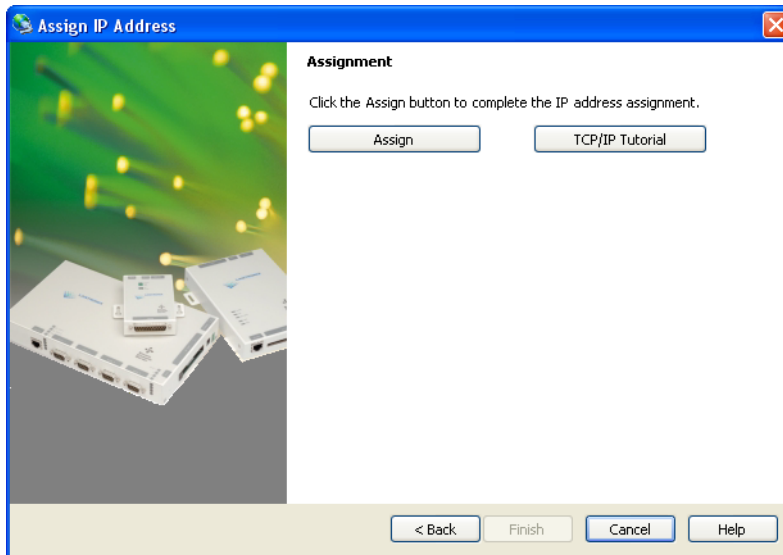 Assign IP Address
Assignment
Click the Assign button to complete the IP address assignment.
Assign
TCP/IP Tutorial
< Back
Finish
Cancel
Help